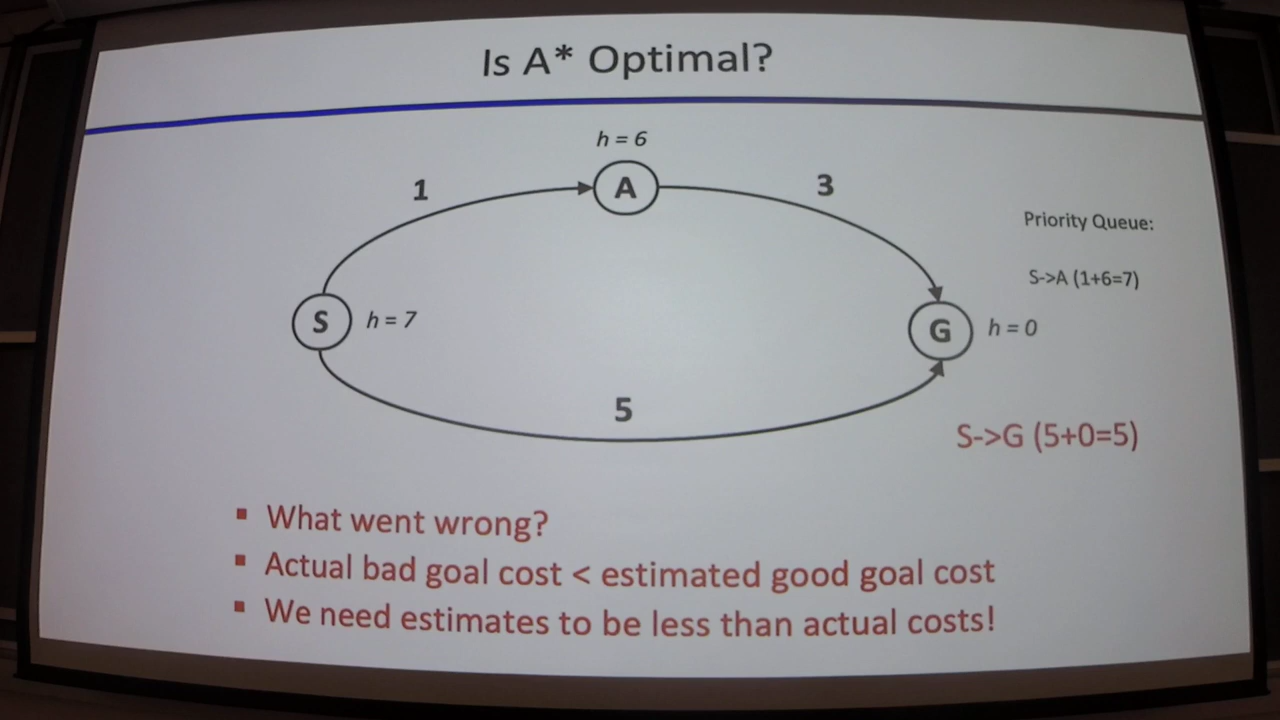 Is A* Optimal?
h = 6
1
A
3
Priority Queue:
S->A (1+6=7)
S
h = 7
G
h = 0
5
S->G (5+0=5)
▪ What went wrong?
▪ Actual bad goal cost < estimated good goal cost
▪ We need estimates to be less than actual costs!